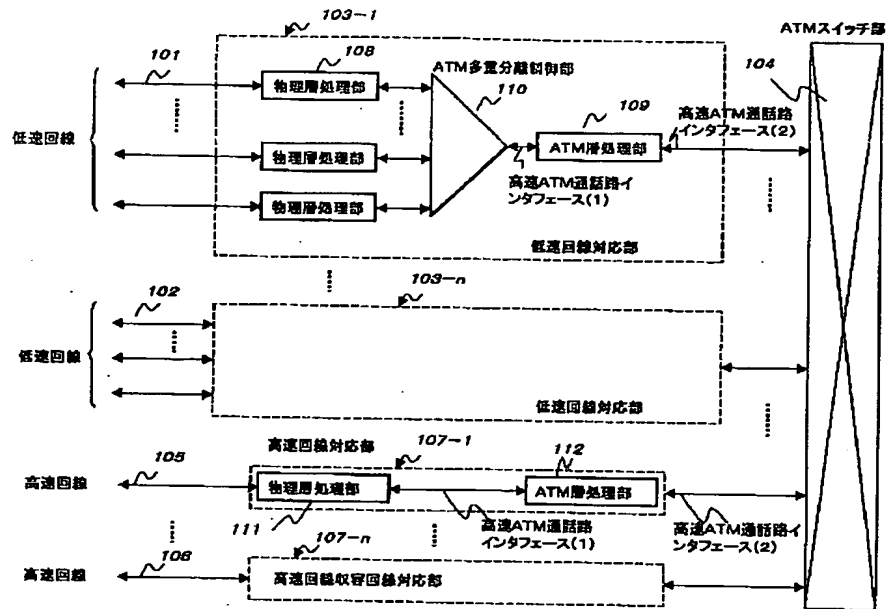 ATMスイッチ部
103-1
104
101
108
ATM多重分離制御部
110
物理層処理部
109
高速ATM通話路
インタフェース(2)
低速回線
物理層処理部
ATM層処理部
高速ATM通話路イ
ンタフェース(1)
物理層処理部
低速回線対応部
103-n
102
低速回線
低速回線対応部
高速回線対応部
107-1
112
105
高速回線
物理層処理部
ATM層処理部
111
高速ATM通話路
インタフェース(1)
高速ATM通話路イ
ンタフェース(2)
107-n
106
高速回線
高速回線収容回線対応部